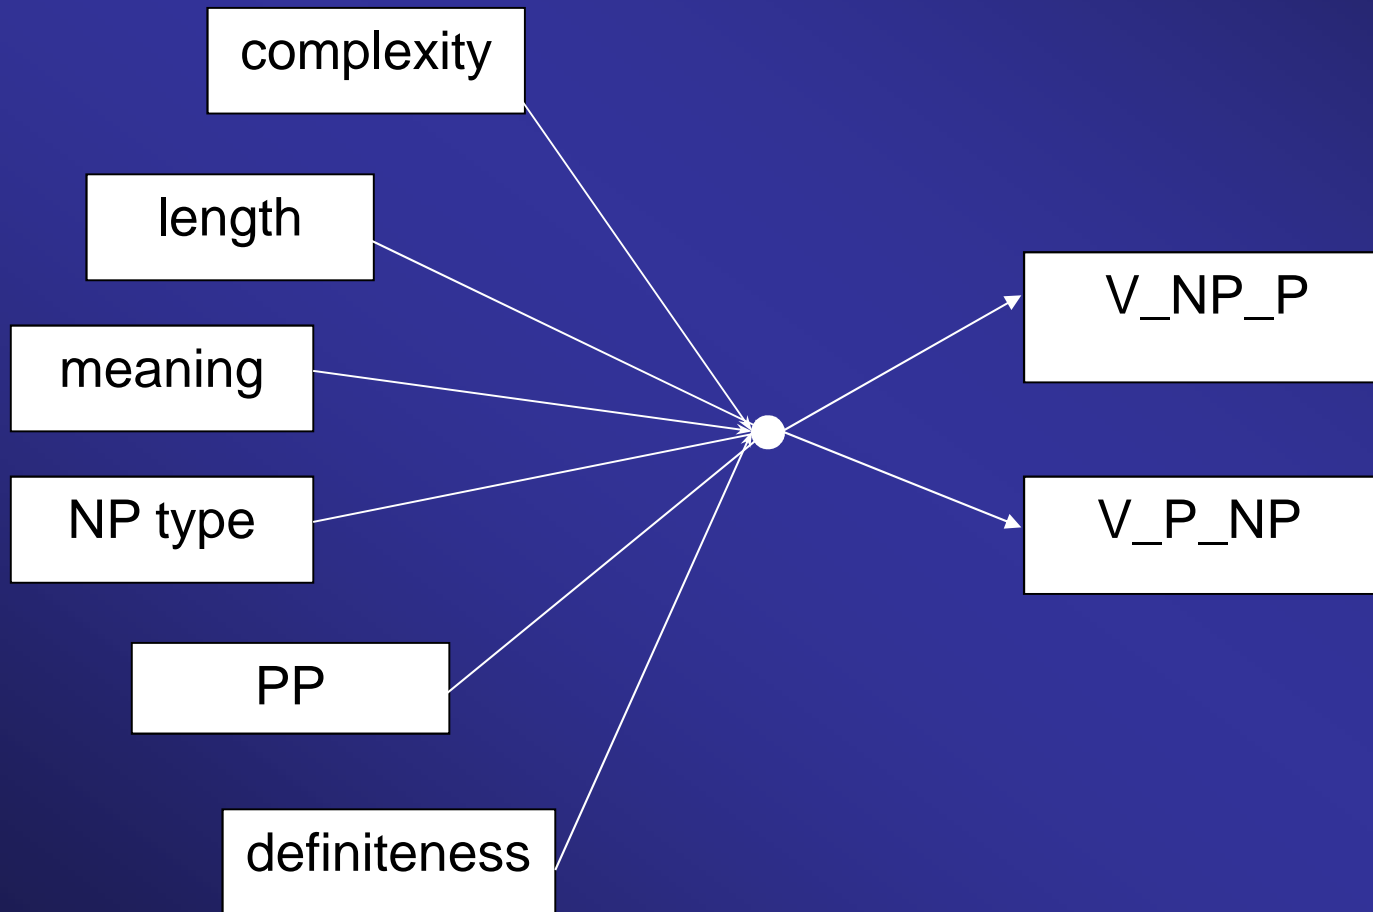 complexity
length
meaning
NP type
PP
definiteness
V_NP_P
V_P_NP